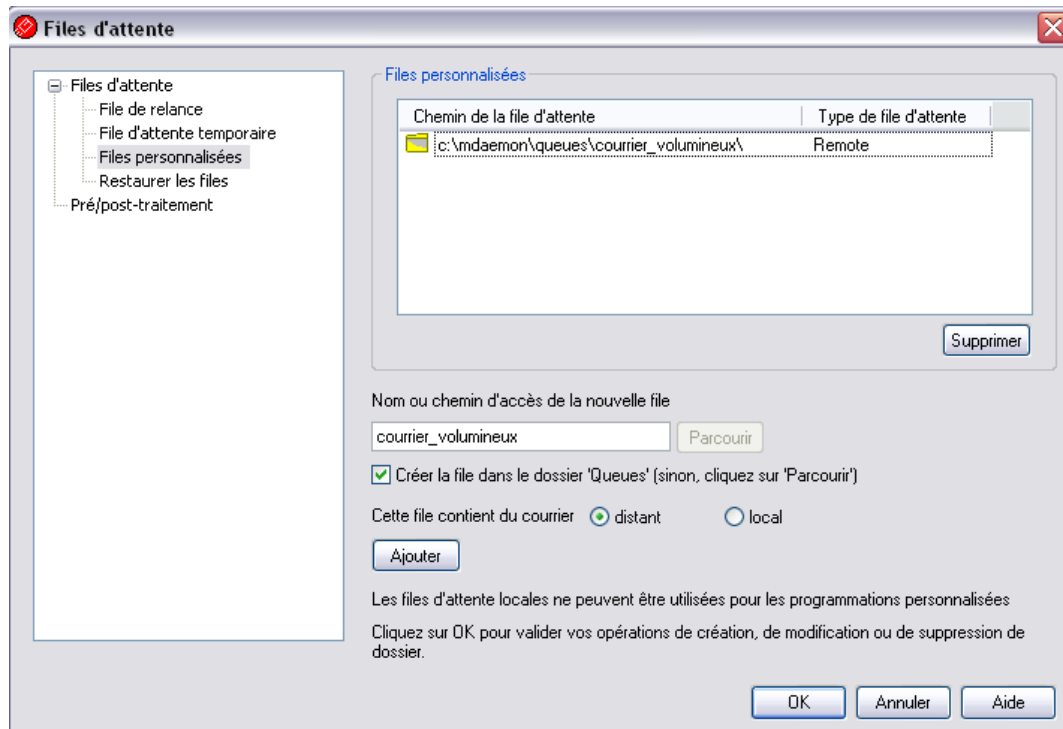 Files d'attente
Files d'attente
File de relance
File d'attente temporaire
Files personnalisées
Restaurer les files
Pré/post-traitement
Files personnalisées
Chemin de la file d'attente Type de file d'attente
c:\mdaemon\queues\courrier_volumineux\ Remote
Supprimer
Nom ou chemin d'accès de la nouvelle file
courrier_volumineux Parcourir
Créer la file dans le dossier 'Queues' (sinon, cliquez sur 'Parcourir')
Cette file contient du courrier distant local
Ajouter
Les files d'attente locales ne peuvent être utilisées pour les programmations personnalisées
Cliquez sur OK pour valider vos opérations de création, de modification ou de suppression de
dossier.
OK Annuler Aide